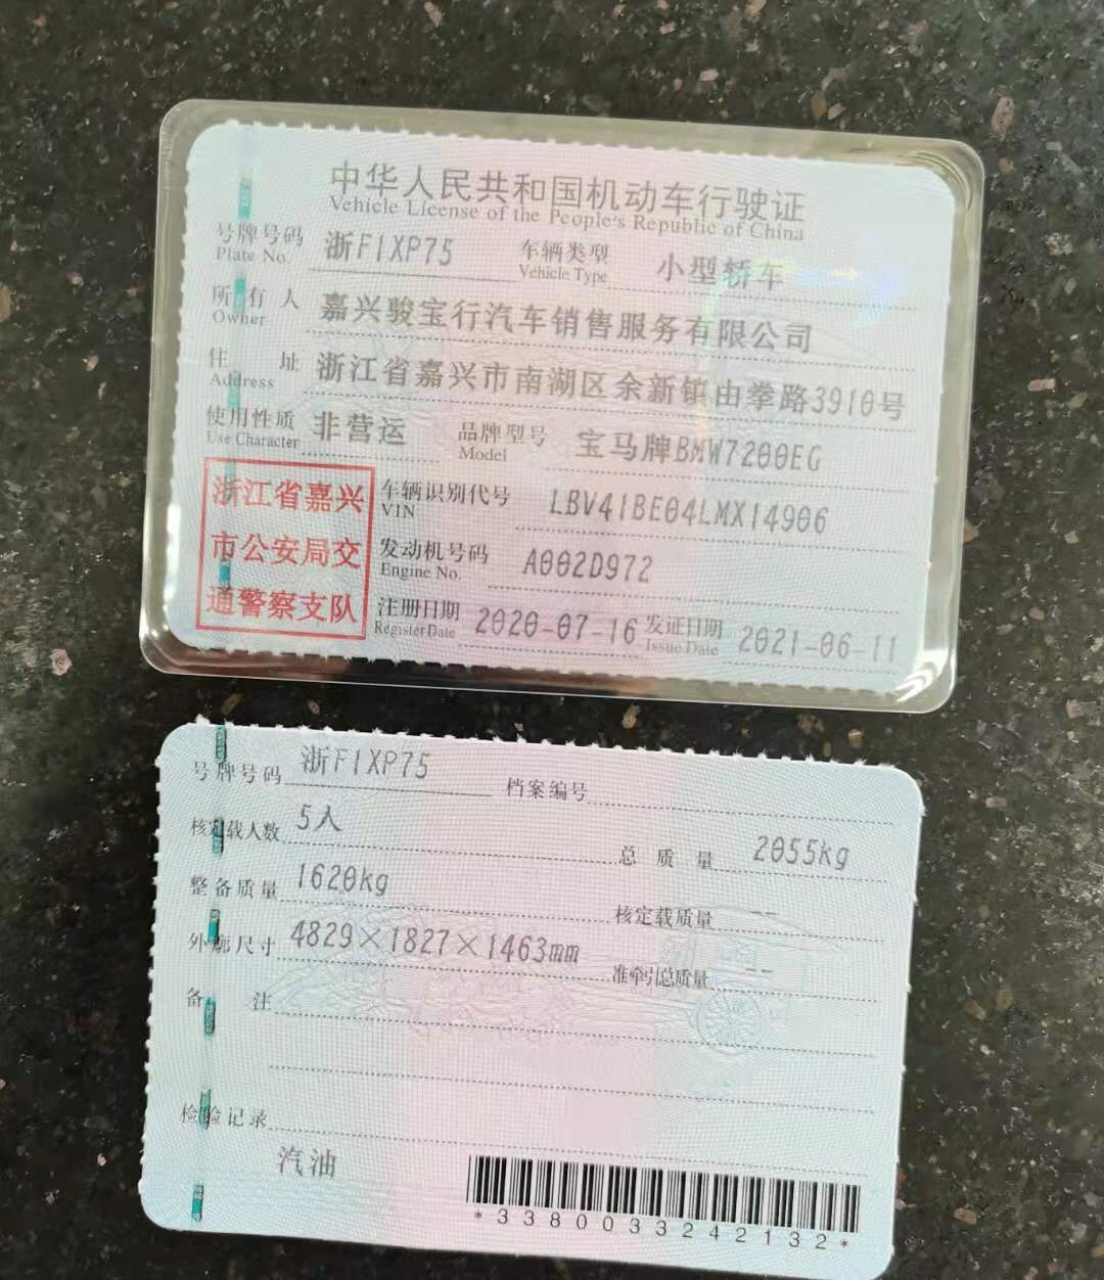 中华人民共和国机动车行驶证
Vehicle License of the People's Republic of China
号牌号码 浙F1XP75 车辆类型 小型轿车
Plate No. Vehicle Type
所有人 嘉兴骏宝行汽车销售服务有限公司
Owner
住址 浙江省嘉兴市南湖区余新镇由拳路3910号
Address
使用性质 非营运 品牌型号 宝马牌BMW7200EG
Use Character Model
浙江省嘉兴
市公安局交
通警察支队
车辆识别代号 LBV41BE04LMX14906
VIN
发动机号码 A002D972
Engine No.
注册日期 2020-07-16 发证日期 2021-06-11
Register Date Issue Date
号牌号码 浙F1XP75 档案编号
核定载人数 5人 总质量 2055kg
整备质量 1620kg 核定载质量 --
外廓尺寸 4829×1827×1463mm 准牵引总质量 --
备注
检验记录
汽油
*3380033242132*